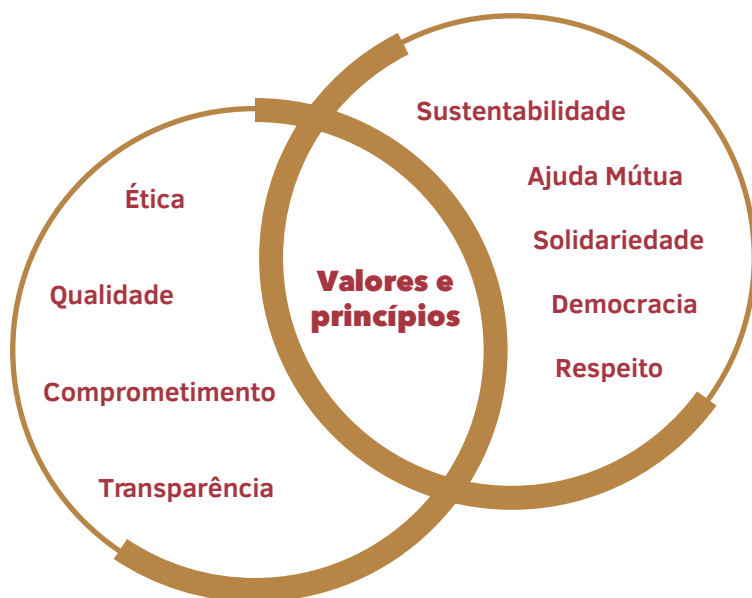 Ética
Qualidade
Comprometimento
Transparência
Valores e
princípios
Sustentabilidade
Ajuda Mútua
Solidariedade
Democracia
Respeito